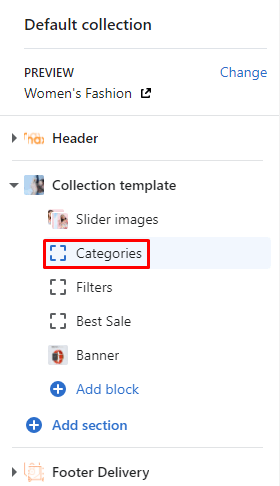 Default collection
PREVIEW
Change
Women's Fashion
Header
Collection template
Slider images
Categories
Filters
Best Sale
Banner
Add block
Add section
Footer Delivery